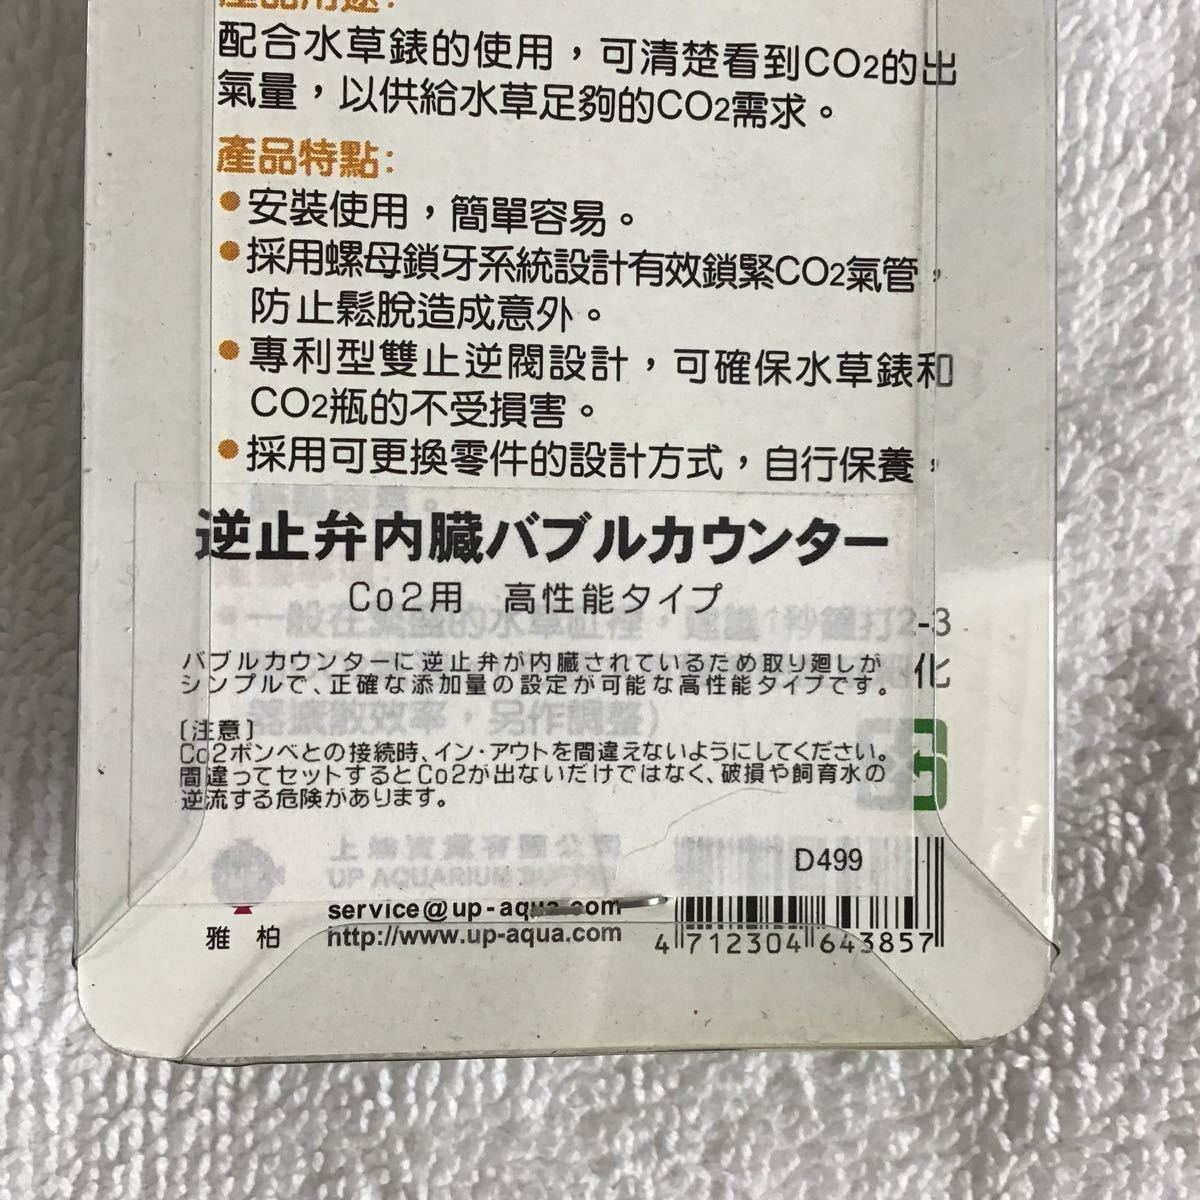 產品用途:
配合水草錶的使用，可清楚看到CO2的出
氣量，以供給水草足夠的CO2需求。
產品特點:
●安裝使用，簡單容易。
●採用螺母鎖牙系統設計有效鎖緊CO2氣管，
防止鬆脫造成意外。
●專利型雙止逆閥設計，可確保水草錶和
CO2瓶的不受損害。
●採用可更換零件的設計方式，自行保養，
逆止弁内臓バブルカウンター
Co2用 高性能タイプ
2-3
バブルカウンターに逆止弁が内臓されているため取り廻しが
シンプルで、正確な添加量の設定が可能な高性能タイプです。
化
[注意]
Co2ボンベとの接続時、イン・アウトを間違えないようにしてください。
間違ってセットするとCo2が出ないだけではなく、破損や飼育水の
逆流する危険があります。
D499
UP AQUARIUM
雅柏
service@up-aqua.com
http://www.up-aqua.com
4 712304 643857